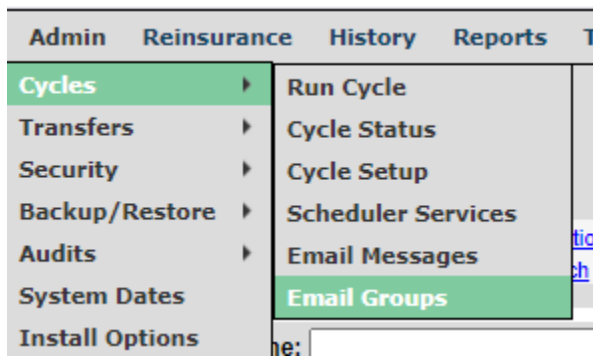 Admin Reinsurance History Reports
Cycles
Transfers
Security
Backup/Restore
Audits
System Dates
Install Options
Run Cycle
Cycle Status
Cycle Setup
Scheduler Services
Email Messages
Email Groups